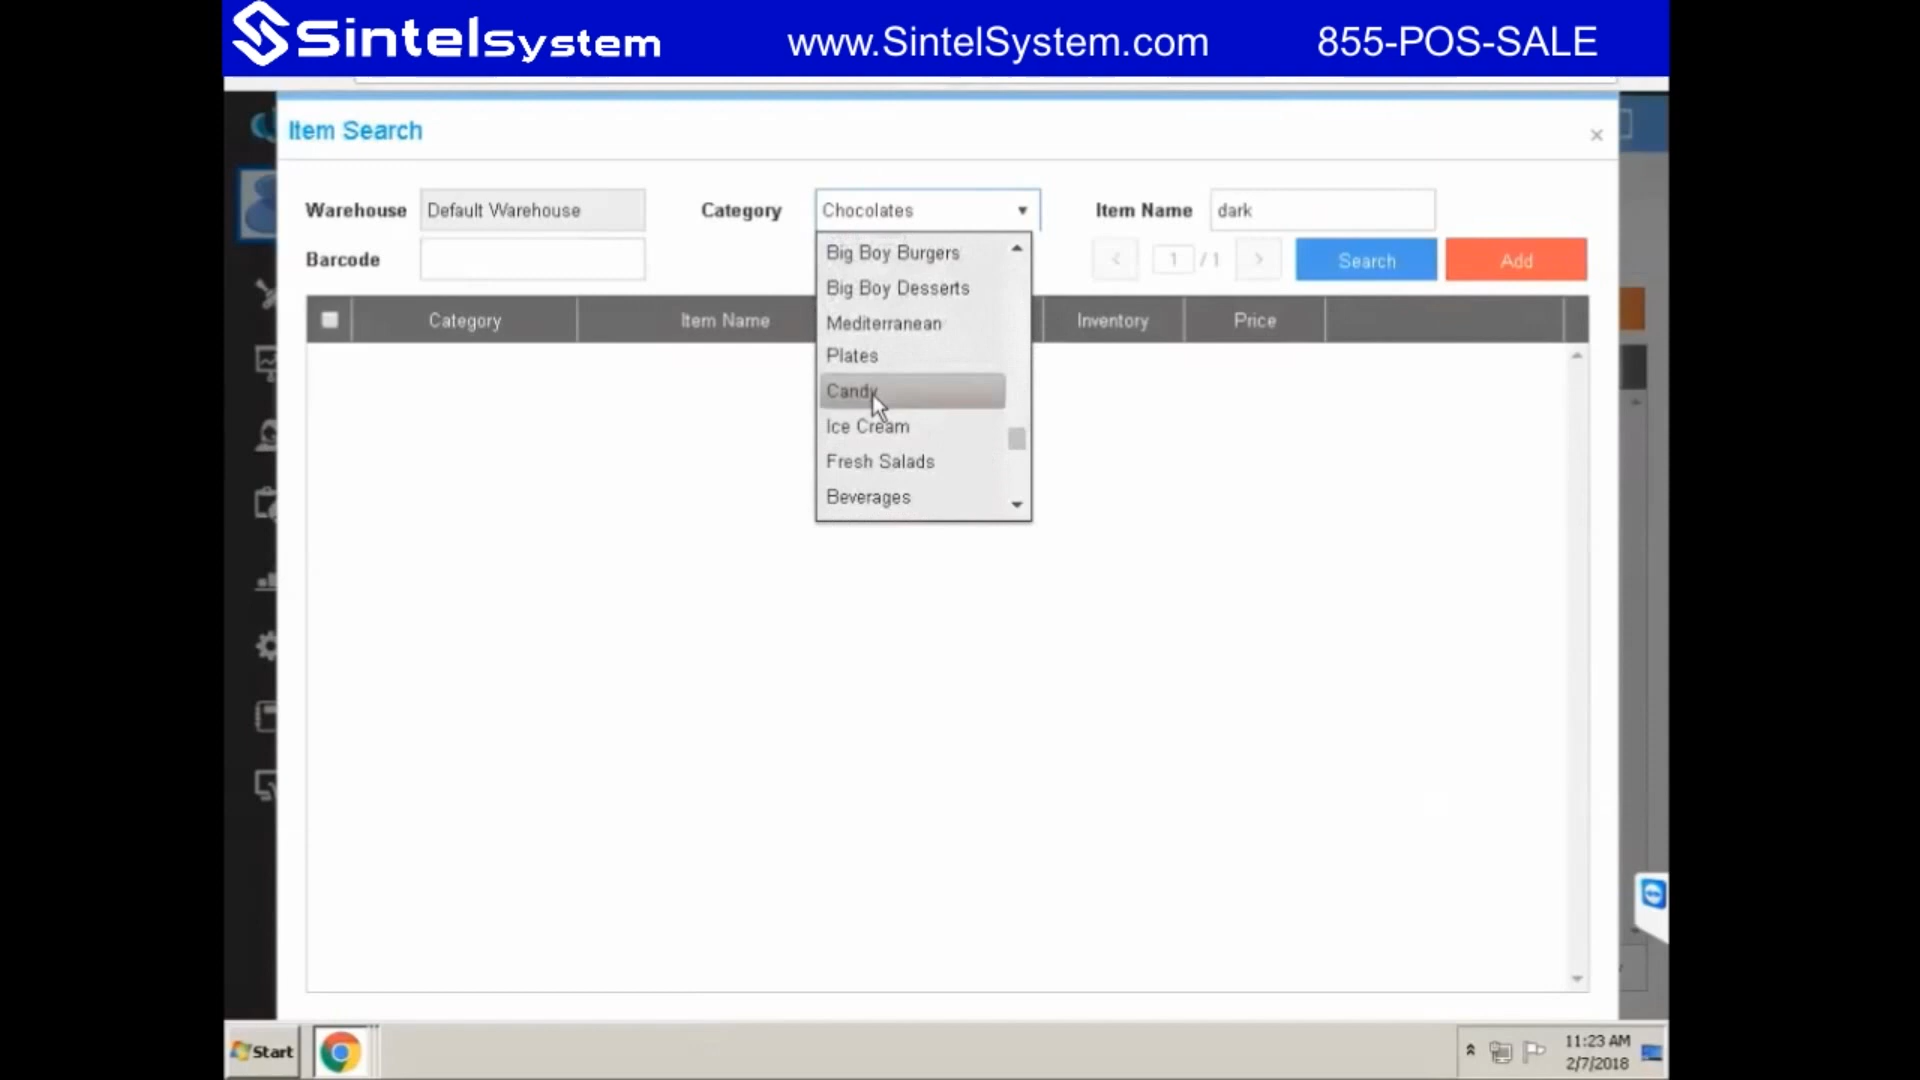 Sintelsystem www.SintelSystem.com 855-POS-SALE
Item Search ×
Warehouse Default Warehouse Category Chocolates Item Name dark
Barcode < 1 / 1 > Search Add
Category Item Name Inventory Price
Big Boy Burgers
Big Boy Desserts
Mediterranean
Plates
Candy
Ice Cream
Fresh Salads
Beverages
Start
11:23 AM
2/7/2018